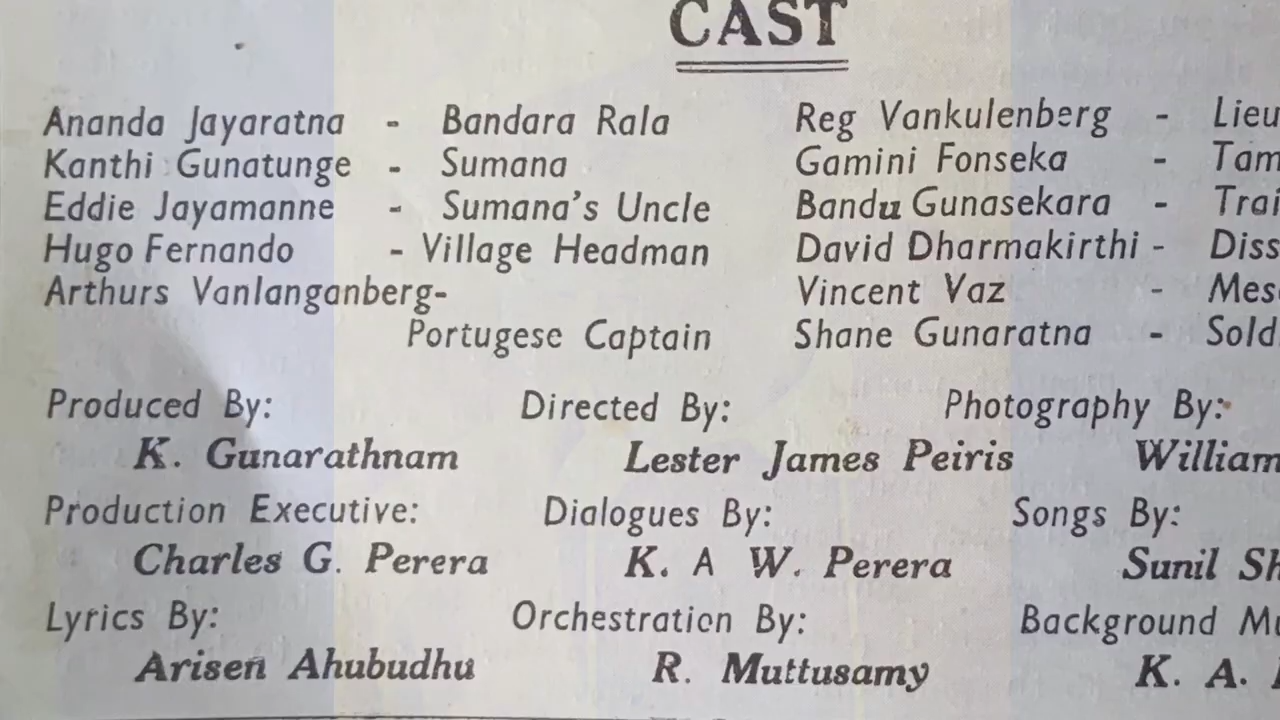 CAST
Ananda Jayaratna - Bandara Rala Reg Vankulenberg - Lieu
Kanthi Gunatunge - Sumana Gamini Fonseka - Tam
Eddie Jayamanne - Sumana's Uncle Bandu Gunasekara - Trai
Hugo Fernando - Village Headman David Dharmakirthi - Diss
Arthurs Vanlanganberg- Vincent Vaz - Mes
Portugese Captain Shane Gunaratna - Sold
Produced By: Directed By: Photography By:
K. Gunarathnam Lester James Peiris William
Production Executive: Dialogues By: Songs By:
Charles G. Perera K. A W. Perera Sunil Sh
Lyrics By: Orchestration By: Background Mu
Arisen Ahubudhu R. Muttusamy K. A.